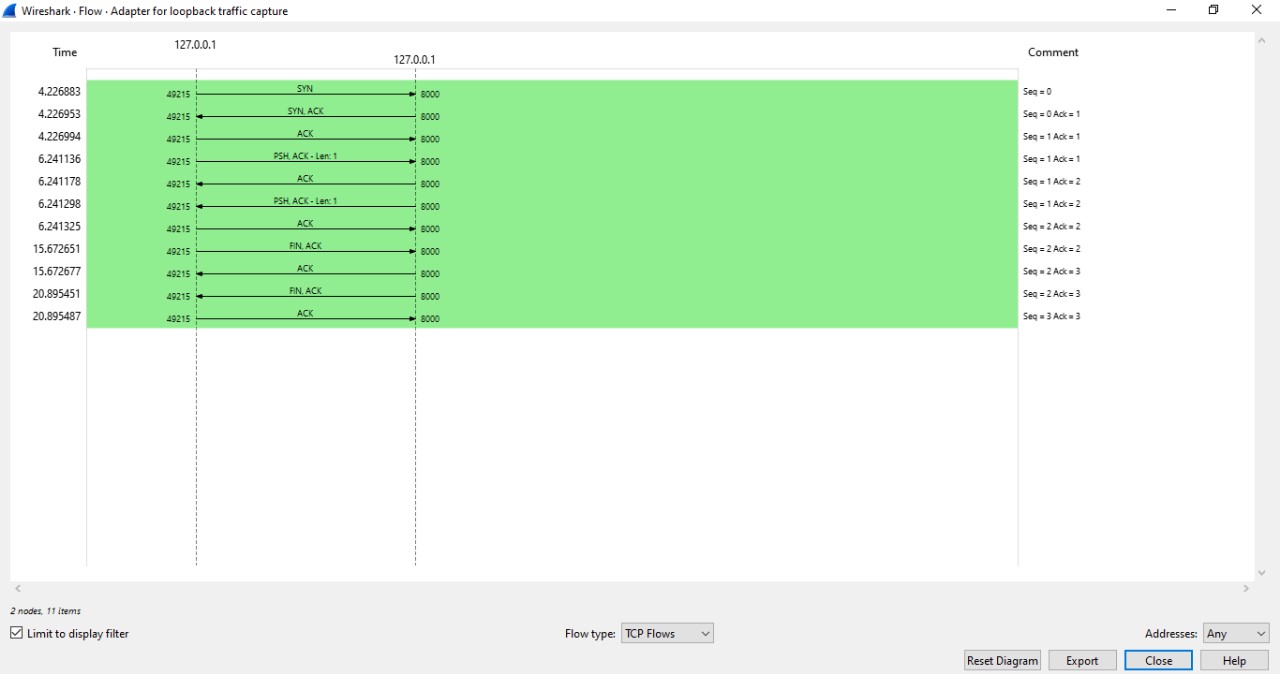 Wireshark · Flow · Adapter for loopback traffic capture
Time 127.0.0.1 127.0.0.1 Comment
4.226883 49215 SYN 8000 Seq = 0
4.226953 49215 SYN, ACK 8000 Seq = 0 Ack = 1
4.226994 49215 ACK 8000 Seq = 1 Ack = 1
6.241136 49215 PSH, ACK - Len: 1 8000 Seq = 1 Ack = 1
6.241178 49215 ACK 8000 Seq = 1 Ack = 2
6.241298 49215 PSH, ACK - Len: 1 8000 Seq = 1 Ack = 2
6.241325 49215 ACK 8000 Seq = 2 Ack = 2
15.672651 49215 FIN, ACK 8000 Seq = 2 Ack = 2
15.672677 49215 ACK 8000 Seq = 2 Ack = 3
20.895451 49215 FIN, ACK 8000 Seq = 2 Ack = 3
20.895487 49215 ACK 8000 Seq = 3 Ack = 3
2 nodes, 11 items
Limit to display filter Flow type: TCP Flows Addresses: Any
Reset Diagram Export Close Help